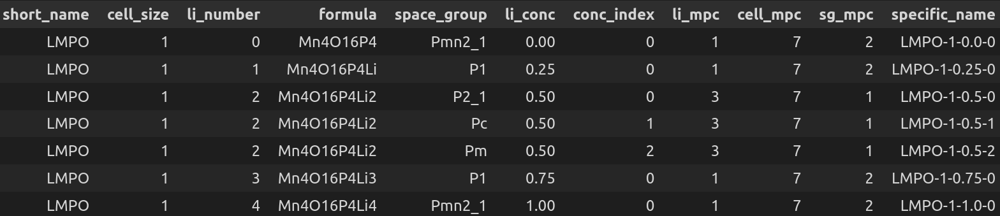 short_name cell_size li_number formula space_group li_conc conc_index li_mpc cell_mpc sg_mpc specific_name
LMPO 1 0 Mn4O16P4 Pmn2_1 0.00 0 1 7 2 LMPO-1-0.0-0
LMPO 1 1 Mn4O16P4Li P1 0.25 0 1 7 2 LMPO-1-0.25-0
LMPO 1 2 Mn4O16P4Li2 P2_1 0.50 0 3 7 1 LMPO-1-0.5-0
LMPO 1 2 Mn4O16P4Li2 Pc 0.50 1 3 7 1 LMPO-1-0.5-1
LMPO 1 2 Mn4O16P4Li2 Pm 0.50 2 3 7 1 LMPO-1-0.5-2
LMPO 1 3 Mn4O16P4Li3 P1 0.75 0 1 7 2 LMPO-1-0.75-0
LMPO 1 4 Mn4O16P4Li4 Pmn2_1 1.00 0 1 7 2 LMPO-1-1.0-0